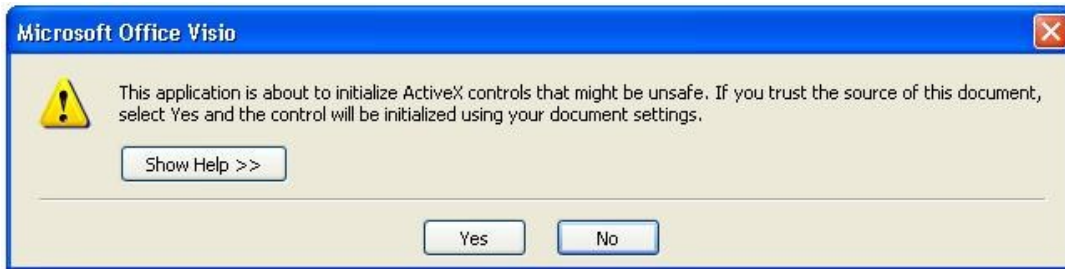 Microsoft Office Visio
This application is about to initialize ActiveX controls that might be unsafe. If you trust the source of this document,
select Yes and the control will be initialized using your document settings.
Show Help >>
Yes
No